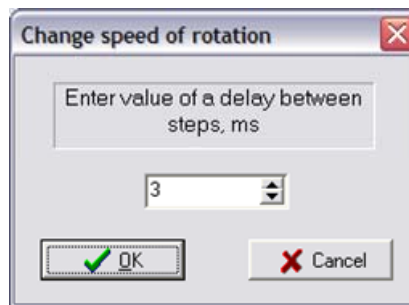 Change speed of rotation
Enter value of a delay between
steps, ms
3
OK
Cancel